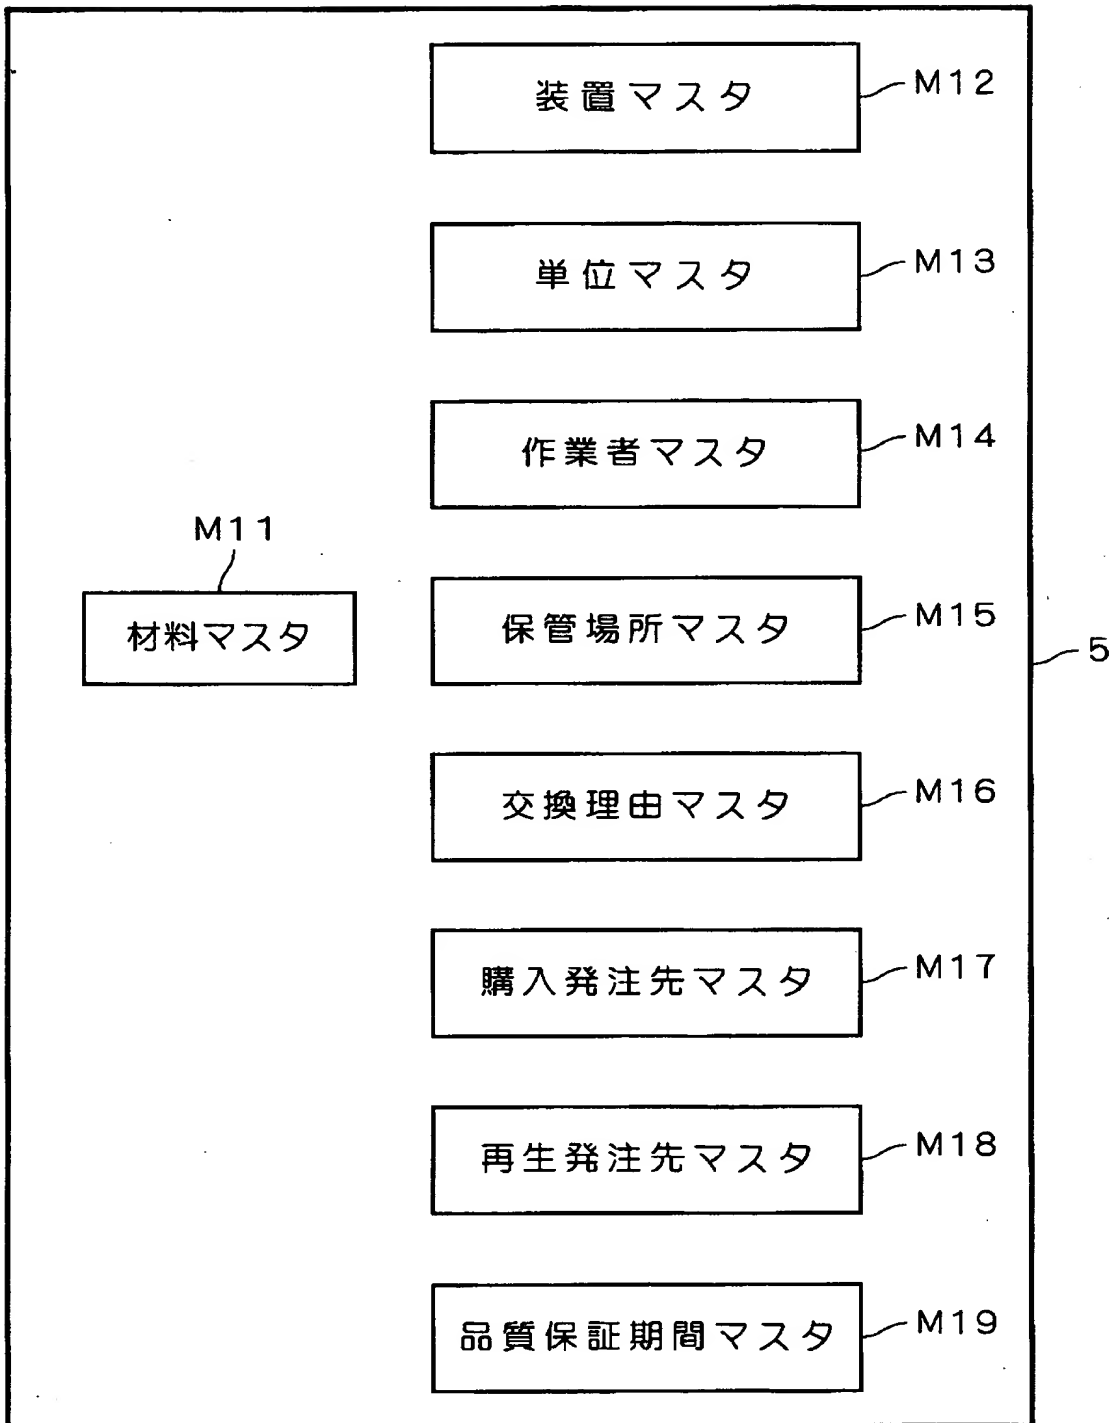 装置マスタ
M12
単位マスタ
M13
作業者マスタ
M14
M11
材料マスタ
保管場所マスタ
M15
5
交換理由マスタ
M16
購入発注先マスタ
M17
再生発注先マスタ
M18
品質保証期間マスタ
M19